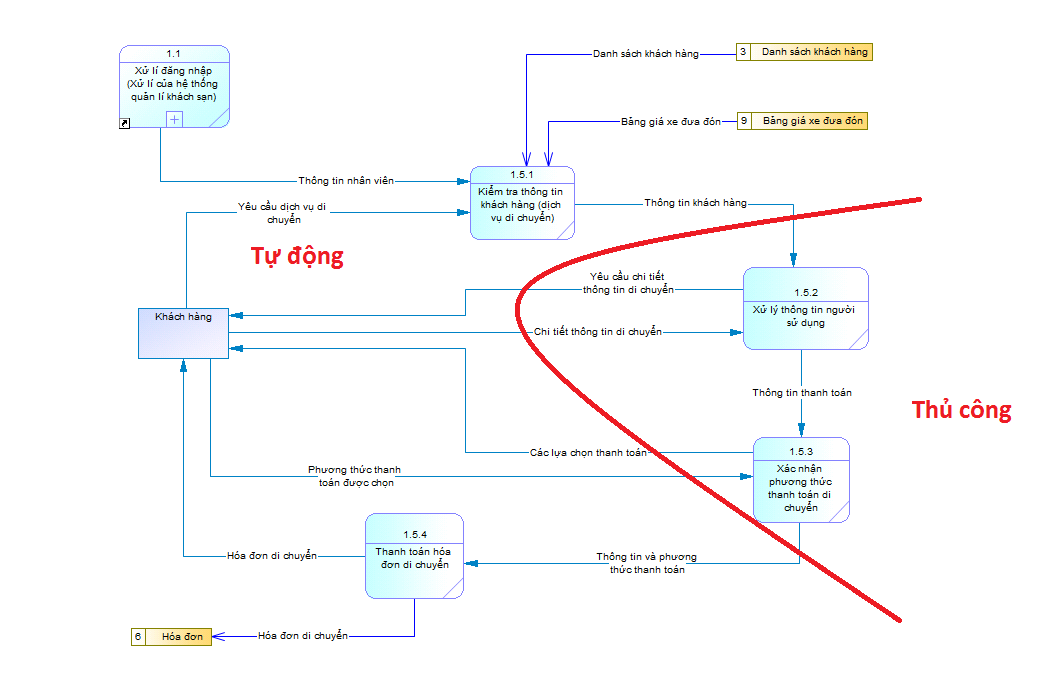 1.1
Xử lí đăng nhập
(Xử lí của hệ thống
quản lí khách sạn)
Danh sách khách hàng
3 Danh sách khách hàng
Bảng giá xe đưa đón
9 Bảng giá xe đưa đón
Thông tin nhân viên
1.5.1
Kiểm tra thông tin
khách hàng (dịch
vụ di chuyển)
Yêu cầu dịch vụ di
chuyển
Thông tin khách hàng
Tự động
Yêu cầu chi tiết
thông tin di chuyển
1.5.2
Xử lý thông tin người
sử dụng
Khách hàng
Chi tiết thông tin di chuyển
Thông tin thanh toán
Thủ công
Các lựa chọn thanh toán
1.5.3
Xác nhận
phương thức
thanh toán di
chuyển
Phương thức thanh
toán được chọn
1.5.4
Thanh toán hóa
đơn di chuyển
Hóa đơn di chuyển
Thông tin và phương
thức thanh toán
6 Hóa đơn
Hóa đơn di chuyển